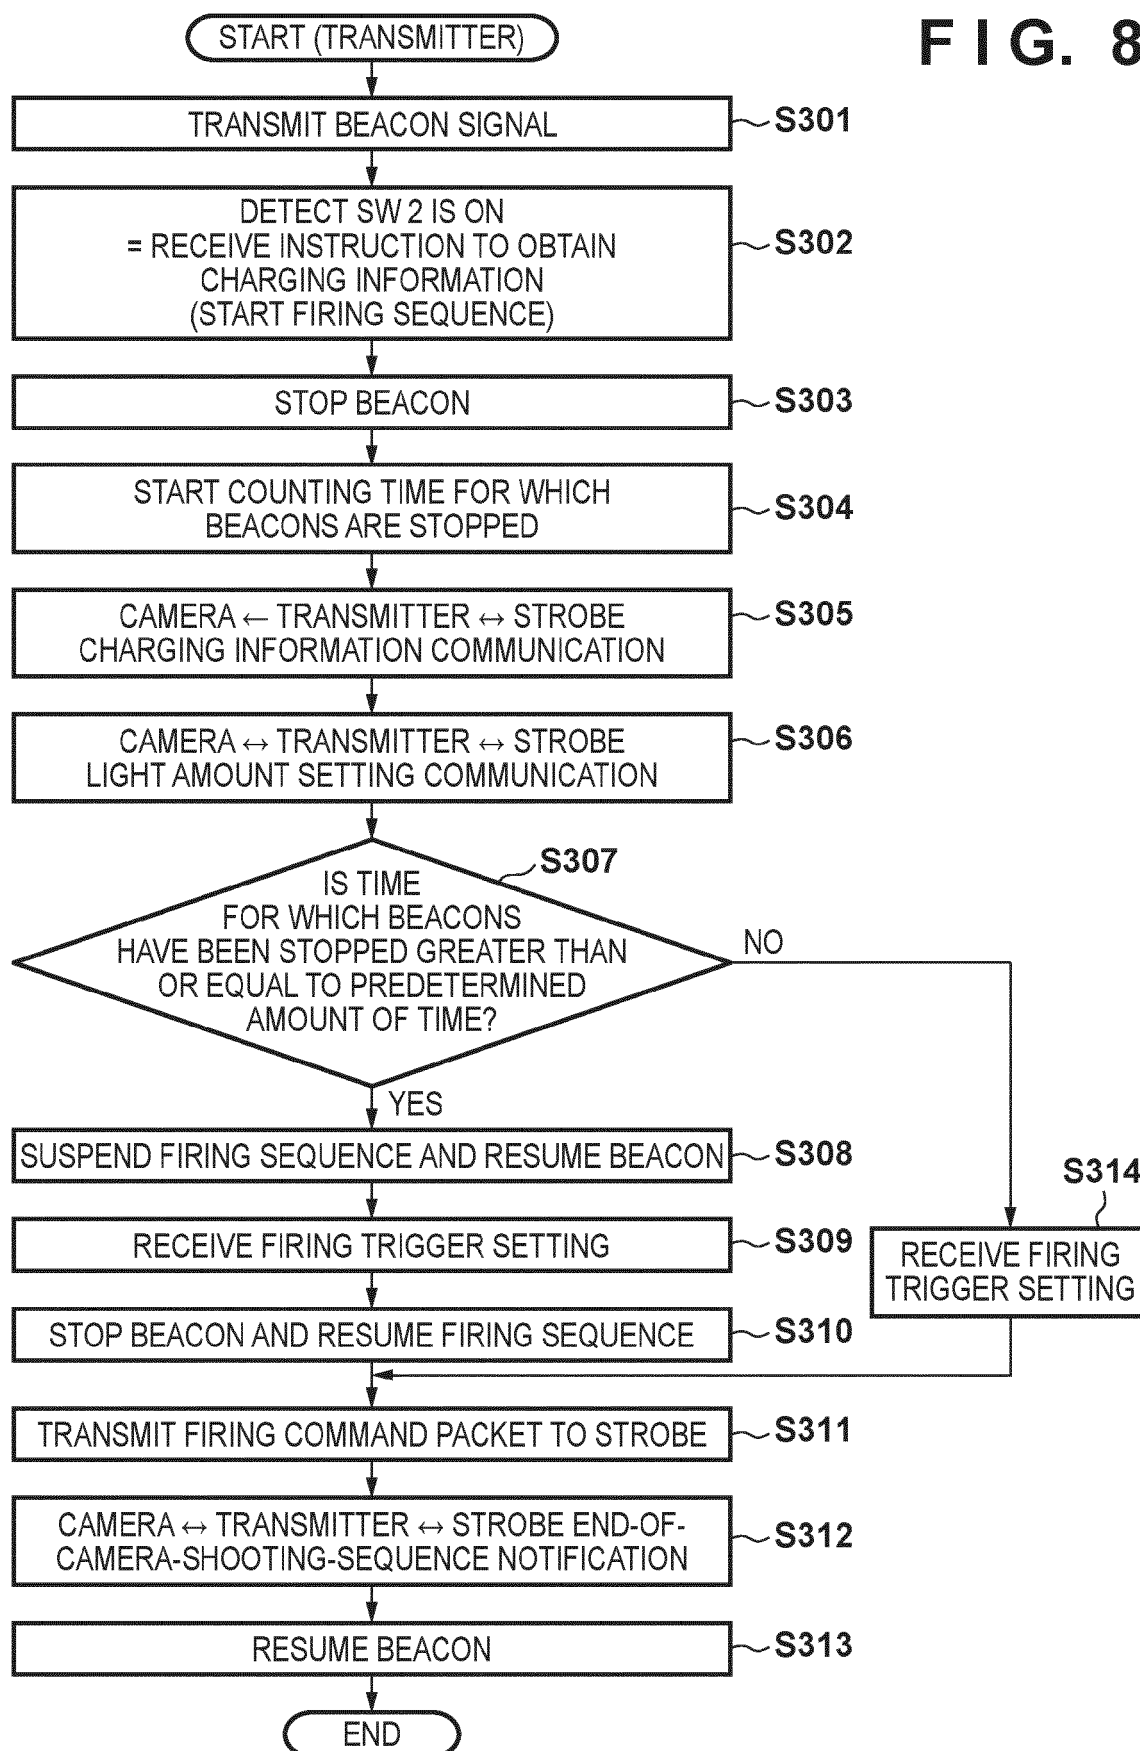 START (TRANSMITTER)
F I G. 8
TRANSMIT BEACON SIGNAL
S301
DETECT SW2 IS ON
= RECEIVE INSTRUCTION TO OBTAIN
CHARGING INFORMATION
(START FIRING SEQUENCE)
S302
STOP BEACON
S303
START COUNTING TIME FOR WHICH
BEACONS ARE STOPPED
S304
CAMERA ← TRANSMITTER ↔ STROBE
CHARGING INFORMATION COMMUNICATION
S305
CAMERA ↔ TRANSMITTER ↔ STROBE
LIGHT AMOUNT SETTING COMMUNICATION
S306
S307
IS TIME
FOR WHICH BEACONS
HAVE BEEN STOPPED GREATER THAN
OR EQUAL TO PREDETERMINED
AMOUNT OF TIME?
NO
YES
SUSPEND FIRING SEQUENCE AND RESUME BEACON
S308
RECEIVE FIRING TRIGGER SETTING
S309
S314
RECEIVE FIRING
TRIGGER SETTING
STOP BEACON AND RESUME FIRING SEQUENCE
S310
TRANSMIT FIRING COMMAND PACKET TO STROBE
S311
CAMERA ↔ TRANSMITTER ↔ STROBE END-OF-
CAMERA-SHOOTING-SEQUENCE NOTIFICATION
S312
RESUME BEACON
S313
END